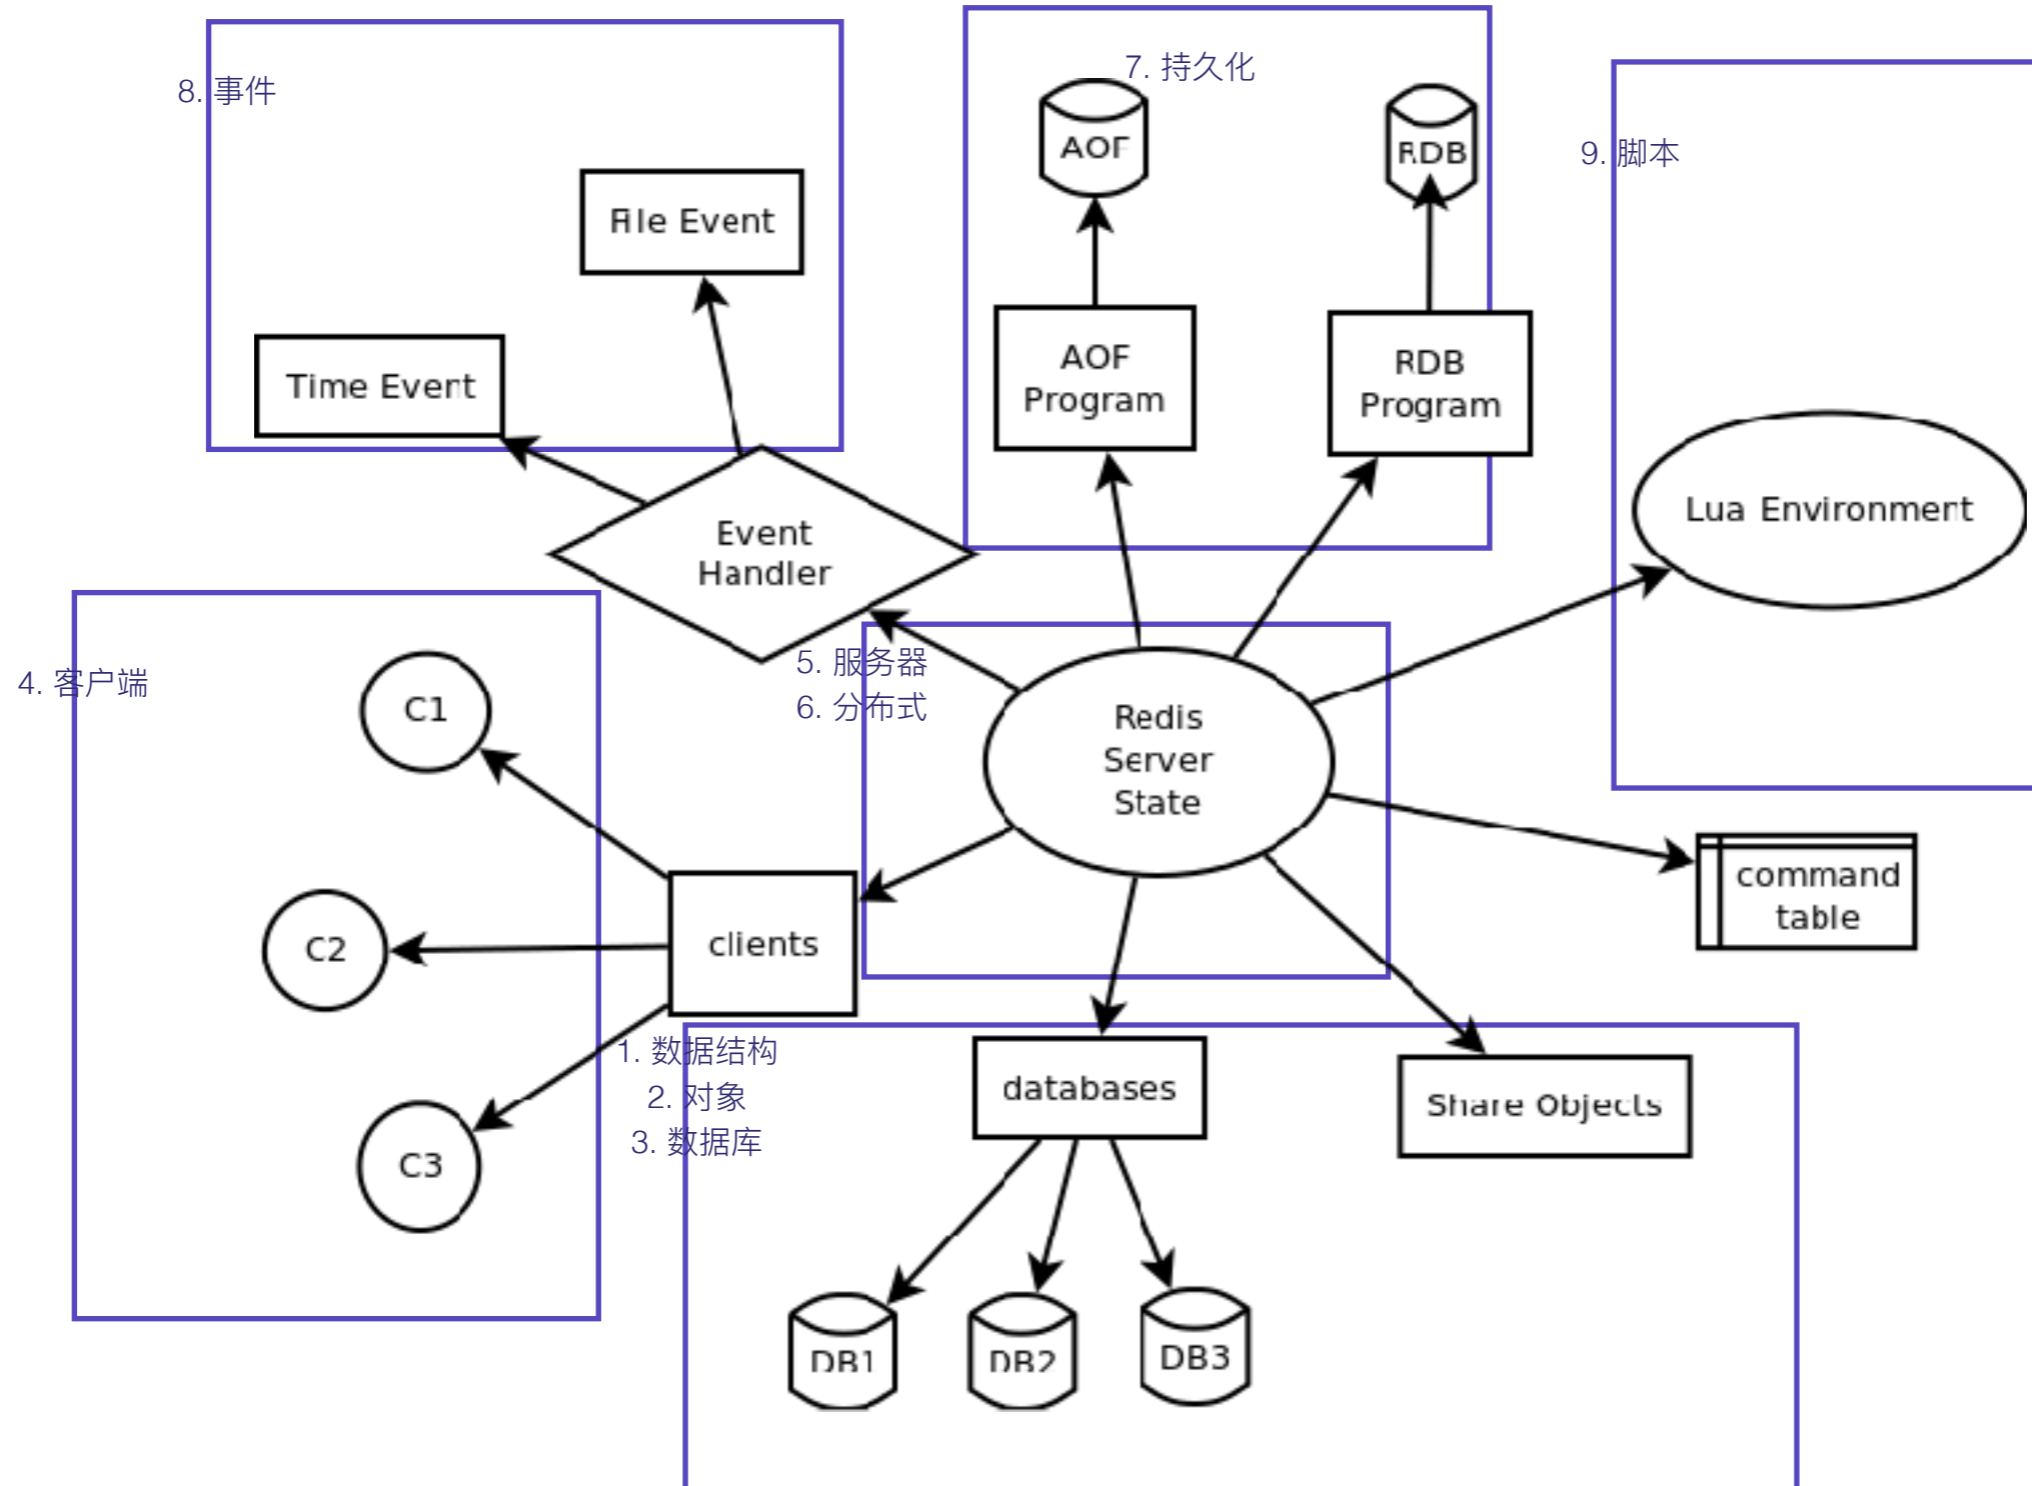 8. 事件
File Event
Time Event
Event
Handler
7. 持久化
AOF
RDB
AOF
Program
RDB
Program
9. 脚本
Lua Environment
4. 客户端
C1
C2
C3
clients
5. 服务器
6. 分布式
Redis
Server
State
command
table
1. 数据结构
2. 对象
3. 数据库
databases
Share Objects
DB1
DB2
DB3